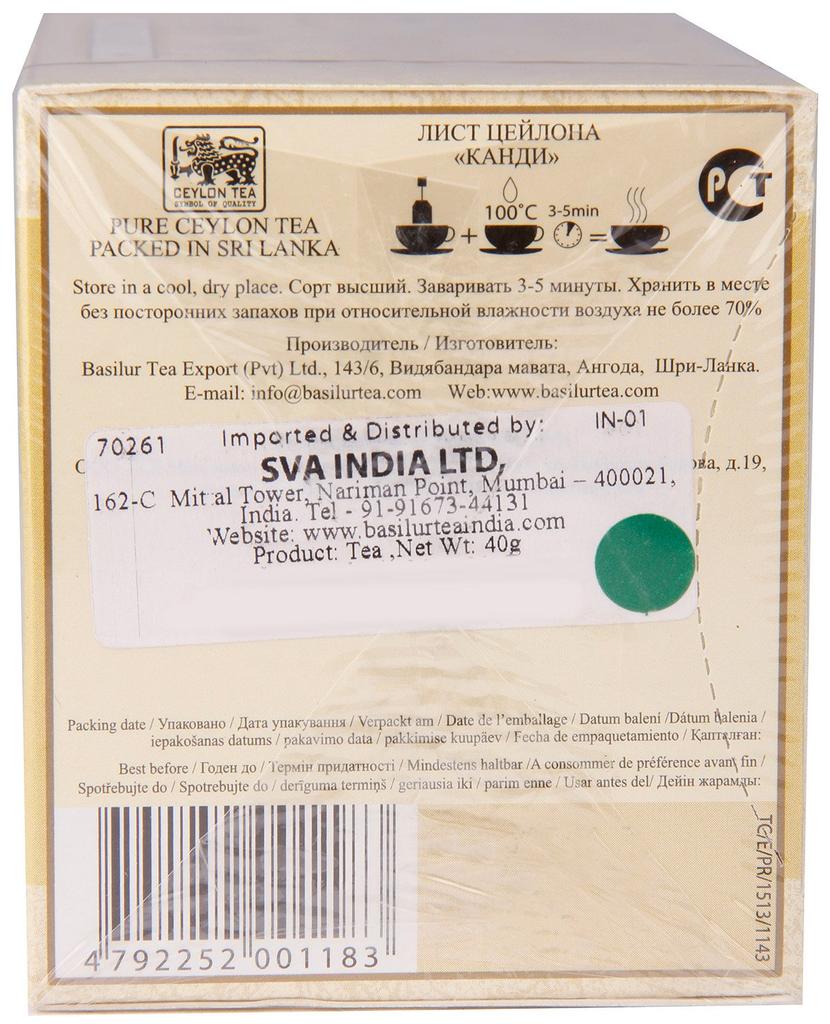 CEYLON TEA
SYMBOL OF QUALITY
PURE CEYLON TEA
PACKED IN SRI LANKA
ЛИСТ ЦЕЙЛОНА
«КАНДИ»
100°C 3-5min
+ =
РСТ
Store in a cool, dry place. Сорт высший. Заваривать 3-5 минуты. Хранить в месте
без посторонних запахов при относительной влажности воздуха не более 70%
Производитель / Изготовитель:
Basilur Tea Export (Pvt) Ltd., 143/6, Видябандара мавата, Ангода, Шри-Ланка.
E-mail: info@basilurtea.com Web:www.basilurtea.com
70261 Imported & Distributed by: IN-01
SVA INDIA LTD,
д.19,
162-C Mittal Tower, Nariman Point, Mumbai – 400021,
India. Tel - 91-91673-44131
Website: www.basilurteaindia.com
Product: Tea ,Net Wt: 40g
Packing date / Упаковано / Дата упакування / Verpackt am / Date de l'emballage / Datum balení /Dátum balenia /
iepakošanas datums / pakavimo data / pakkimise kuupäev / Fecha de empaquetamiento / Қапталған:
Best before / Годен до / Термін придатності / Mindestens haltbar /A consommer de préférence avant fin /
Spotřebujte do / Spotrebujte do / derīguma termiņš / geriausia iki / parim enne / Usar antes del/ Дейін жарамды:
TG/E/PR/1513/1143
4 792252 001183